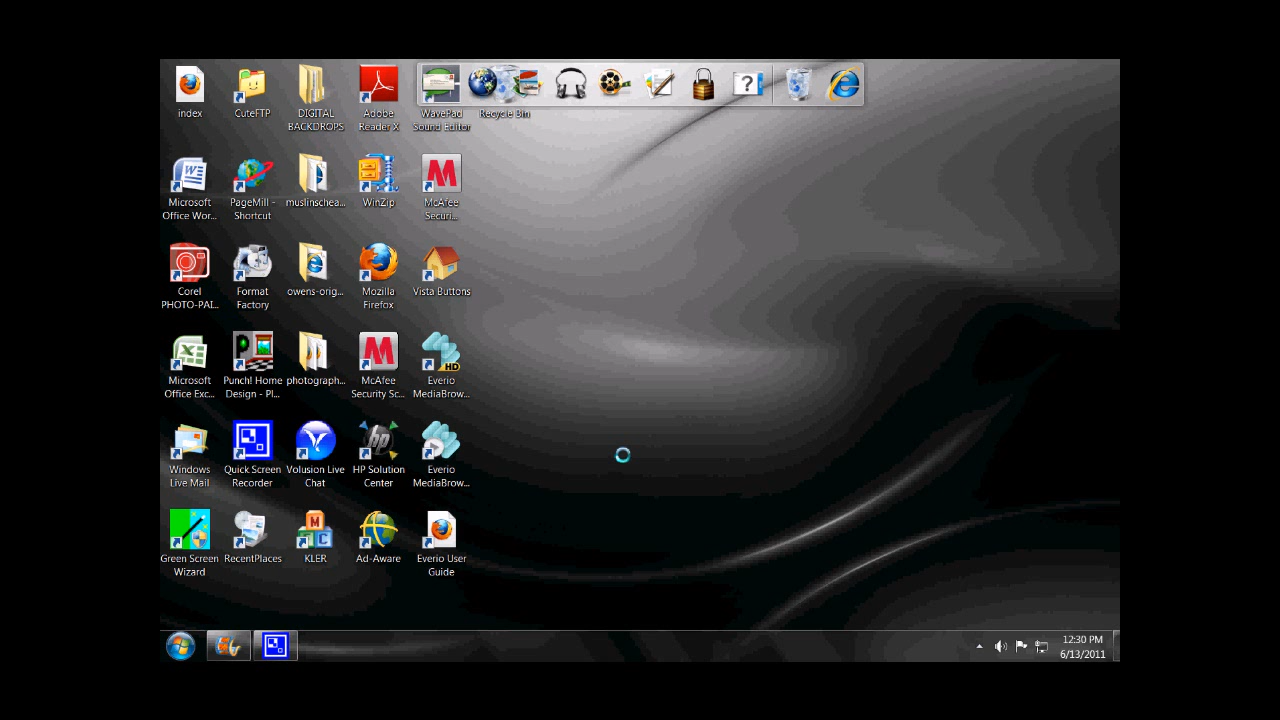 index
CuteFTP
DIGITAL
BACKDROPS
Adobe
Reader X
WavePad
Sound Editor
Recycle Bin
Microsoft
Office Wor...
PageMill -
Shortcut
muslinschea...
WinZip
McAfee
Securi...
Corel
PHOTO-PAI...
Format
Factory
owens-orig...
Mozilla
Firefox
Vista Buttons
Microsoft
Office Exc...
Punch! Home
Design - Pl...
photograph...
McAfee
Security Sc...
Everio
MediaBrow...
HD
Windows
Live Mail
Quick Screen
Recorder
Volusion Live
Chat
HP Solution
Center
Everio
MediaBrow...
Green Screen
Wizard
RecentPlaces
KLER
Ad-Aware
Everio User
Guide
12:30 PM
6/13/2011